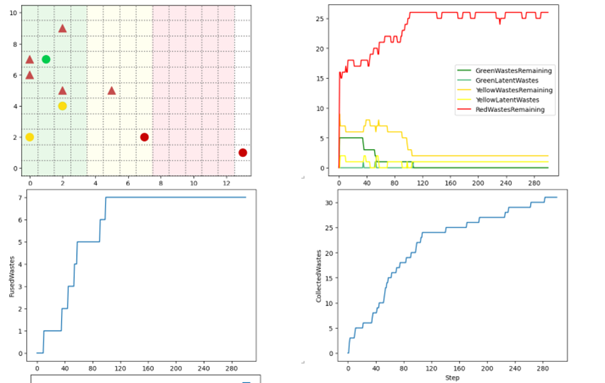 10
8
6
4
2
0
0 2 4 6 8 10 12
25
20
15
10
5
0
GreenWastesRemaining
GreenLatentWastes
YellowWastesRemaining
YellowLatentWastes
RedWastesRemaining
0 40 80 120 160 200 240 280
7
6
5
4
3
2
1
0
FusedWastes
0 40 80 120 160 200 240 280
30
25
20
15
10
5
0
CollectedWastes
0 40 80 120 160 200 240 280
Step